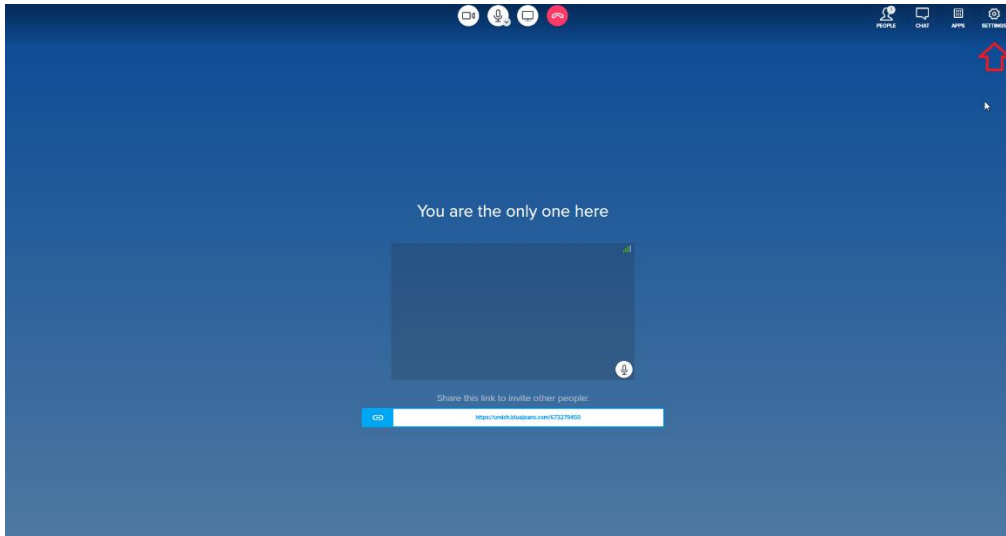 PEOPLE CHAT APPS SETTINGS
You are the only one here
Share this link to invite other people:
https://umich.bluejeans.com/673279450